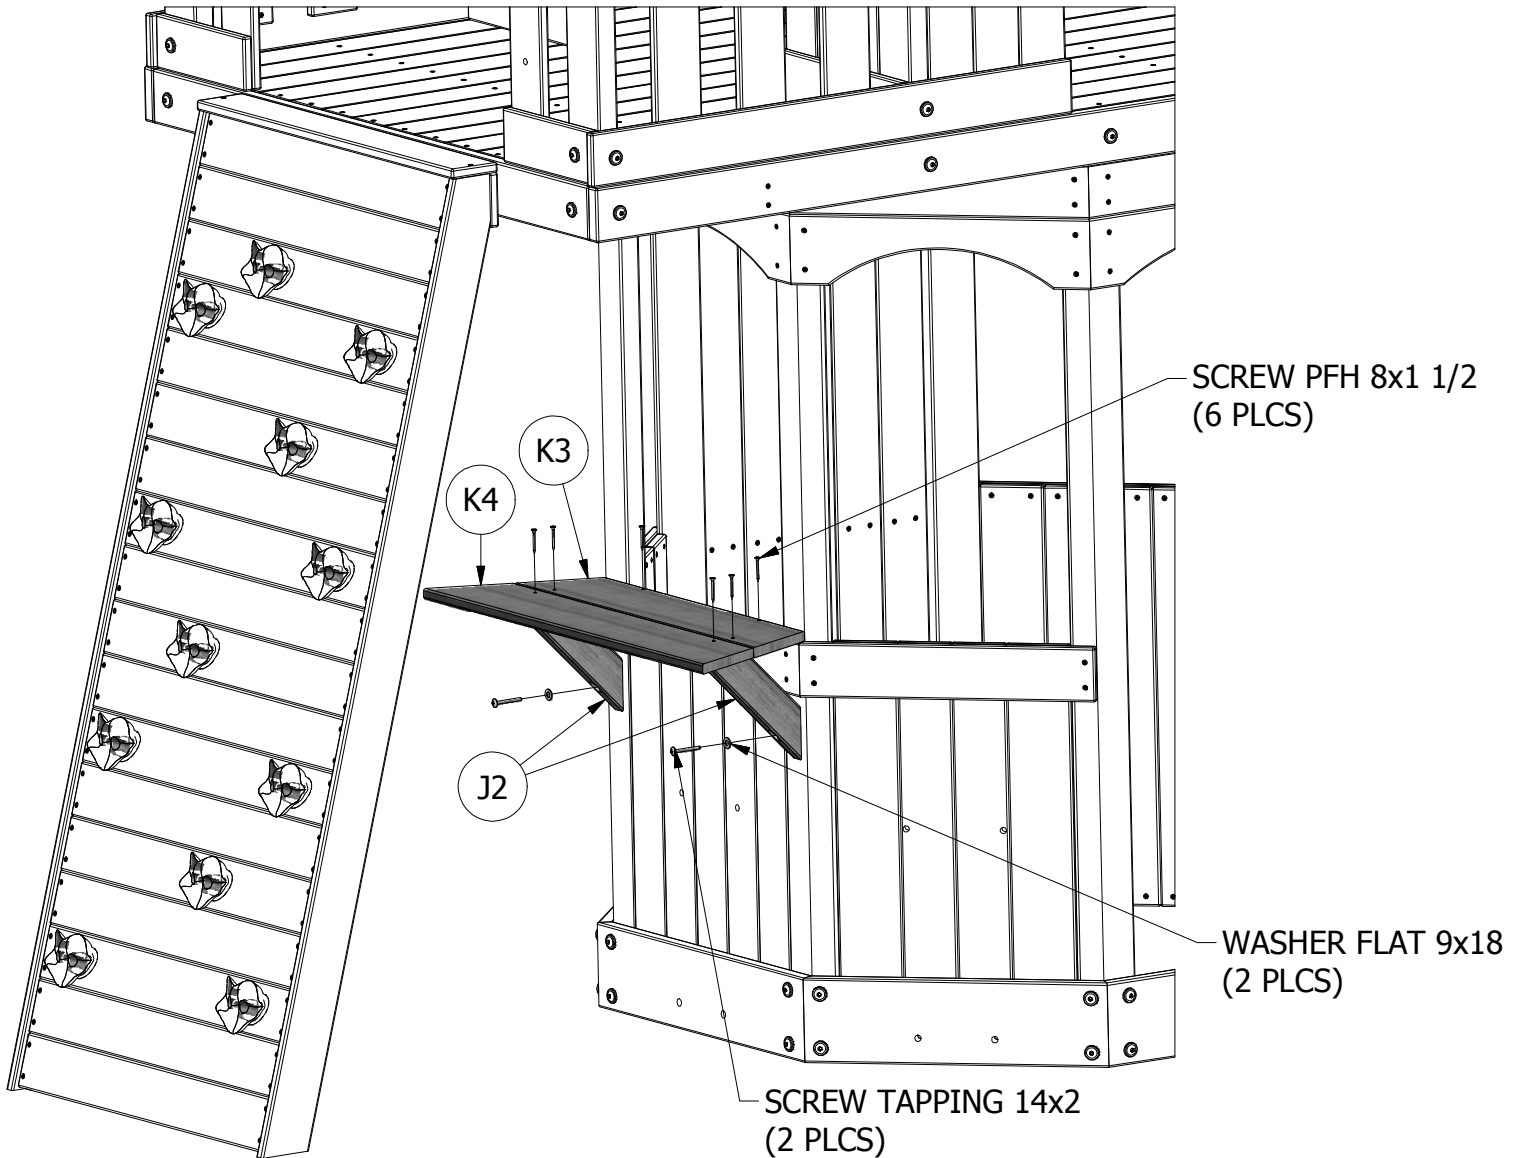 SCREW PFH 8x1 1/2
(6 PLCS)
K3
K4
J2
WASHER FLAT 9x18
(2 PLCS)
SCREW TAPPING 14x2
(2 PLCS)